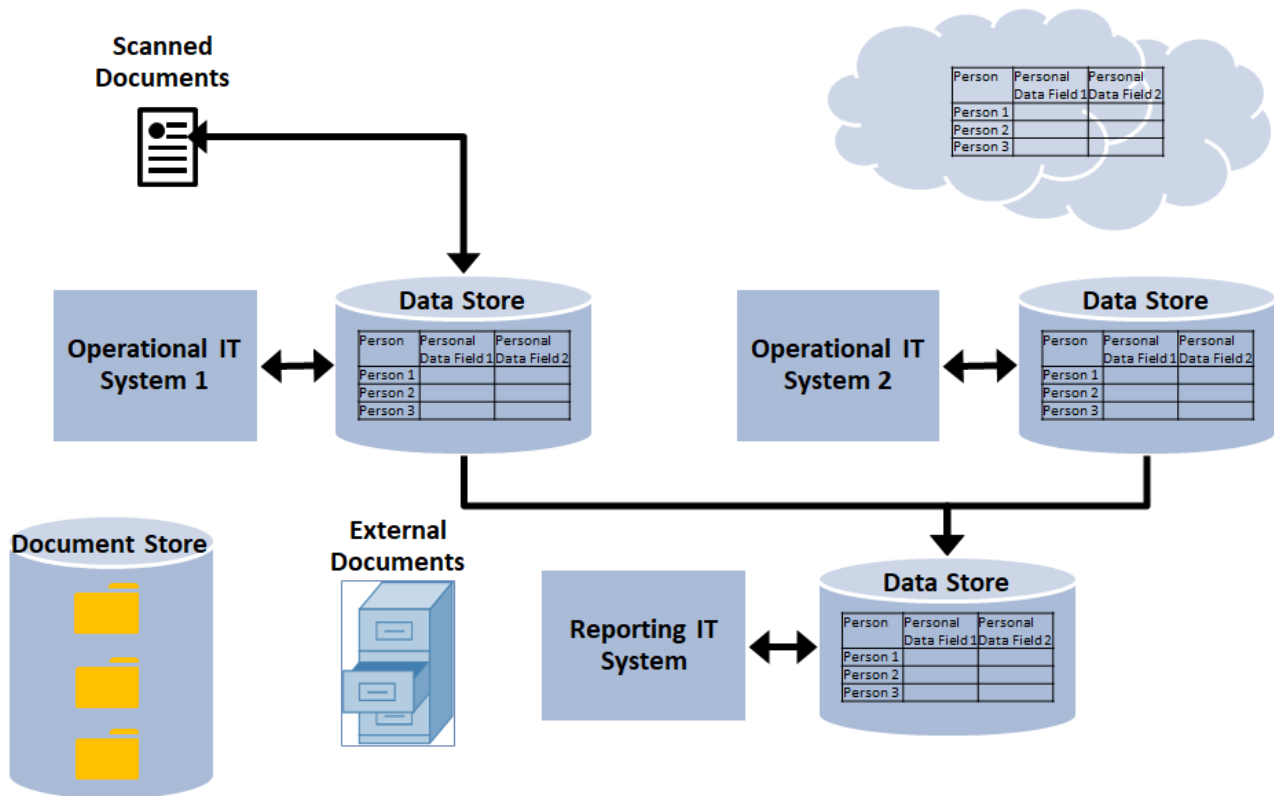 Scanned
Documents
Person Personal Personal
Data Field 1 Data Field 2
Person 1
Person 2
Person 3
Operational IT
System 1
Data Store
Person Personal Personal
Data Field 1 Data Field 2
Person 1
Person 2
Person 3
Operational IT
System 2
Data Store
Person Personal Personal
Data Field 1 Data Field 2
Person 1
Person 2
Person 3
Document Store
External
Documents
Reporting IT
System
Data Store
Person Personal Personal
Data Field 1 Data Field 2
Person 1
Person 2
Person 3